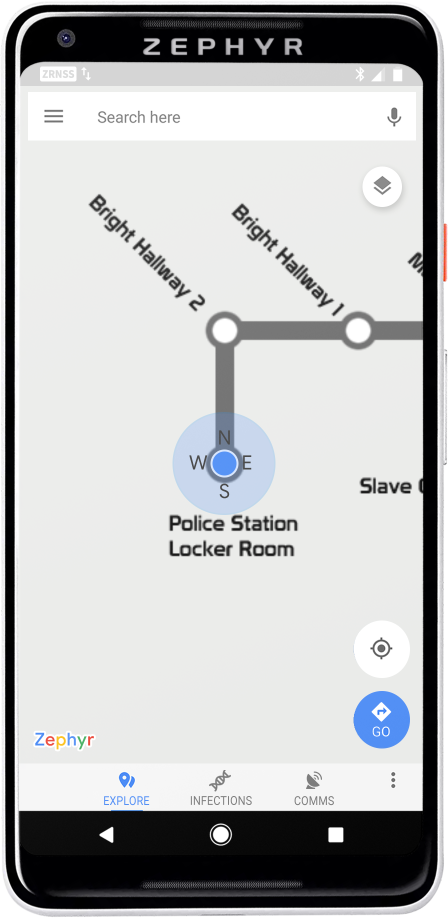 ZEPHYR
ZRNSS
Search here
Bright Hallway 2
Bright Hallway 1
N
W E
S
Slave
Police Station
Locker Room
Zephyr
GO
EXPLORE INFECTIONS COMMS